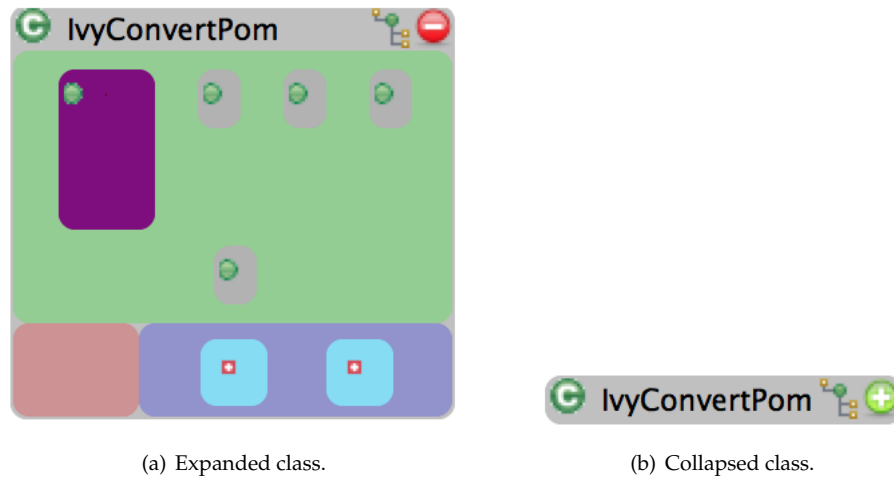 C IvyConvertPom
C IvyConvertPom
(a) Expanded class.
(b) Collapsed class.